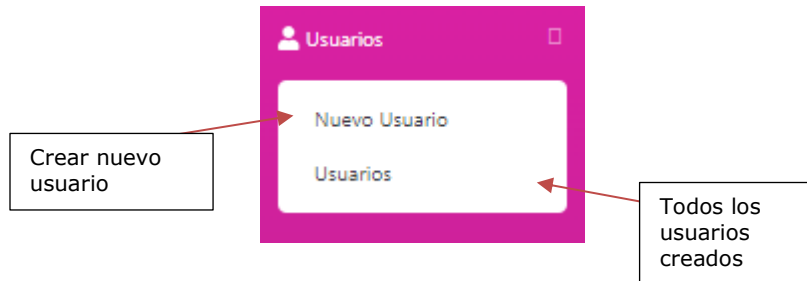 Usuarios
Nuevo Usuario
Crear nuevo
usuario
Usuarios
Todos los
usuarios
creados